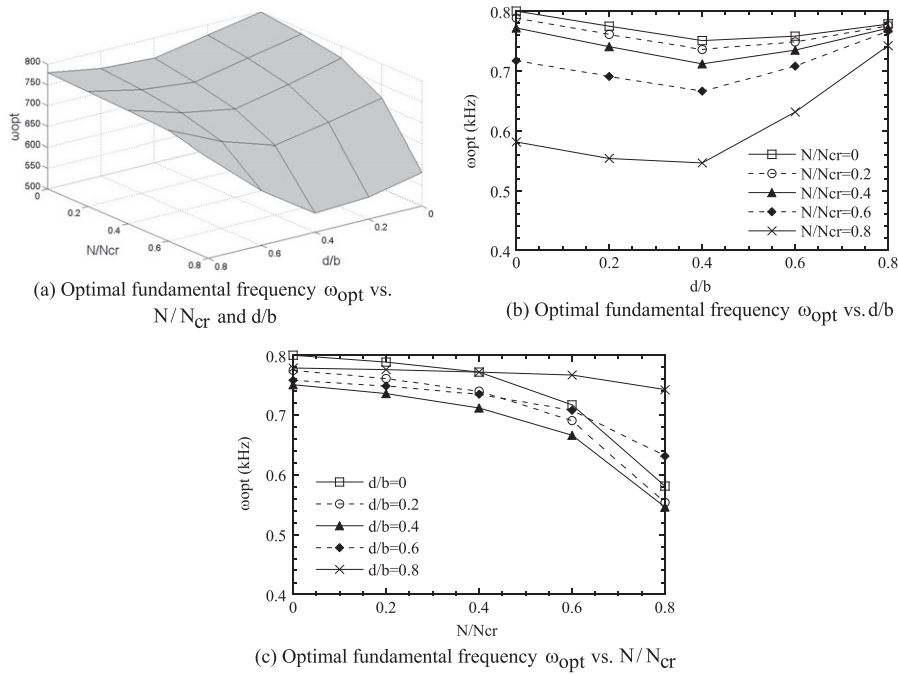 800
750
700
650
600
550
500
ωopt
0
0.2
0.4
0.6
0.8
N/Ncr
0.8
0.6
0.4
0.2
0
d/b
(a) Optimal fundamental frequency ωopt vs.
N/Ncr and d/b
0.8
0.7
0.6
0.5
0.4
ωopt (kHz)
N/Ncr=0
N/Ncr=0.2
N/Ncr=0.4
N/Ncr=0.6
N/Ncr=0.8
0 0.2 0.4 0.6 0.8
d/b
(b) Optimal fundamental frequency ωopt vs.d/b
0.8
0.7
0.6
0.5
0.4
ωopt (kHz)
d/b=0
d/b=0.2
d/b=0.4
d/b=0.6
d/b=0.8
0 0.2 0.4 0.6 0.8
N/Ncr
(c) Optimal fundamental frequency ωopt vs. N/Ncr